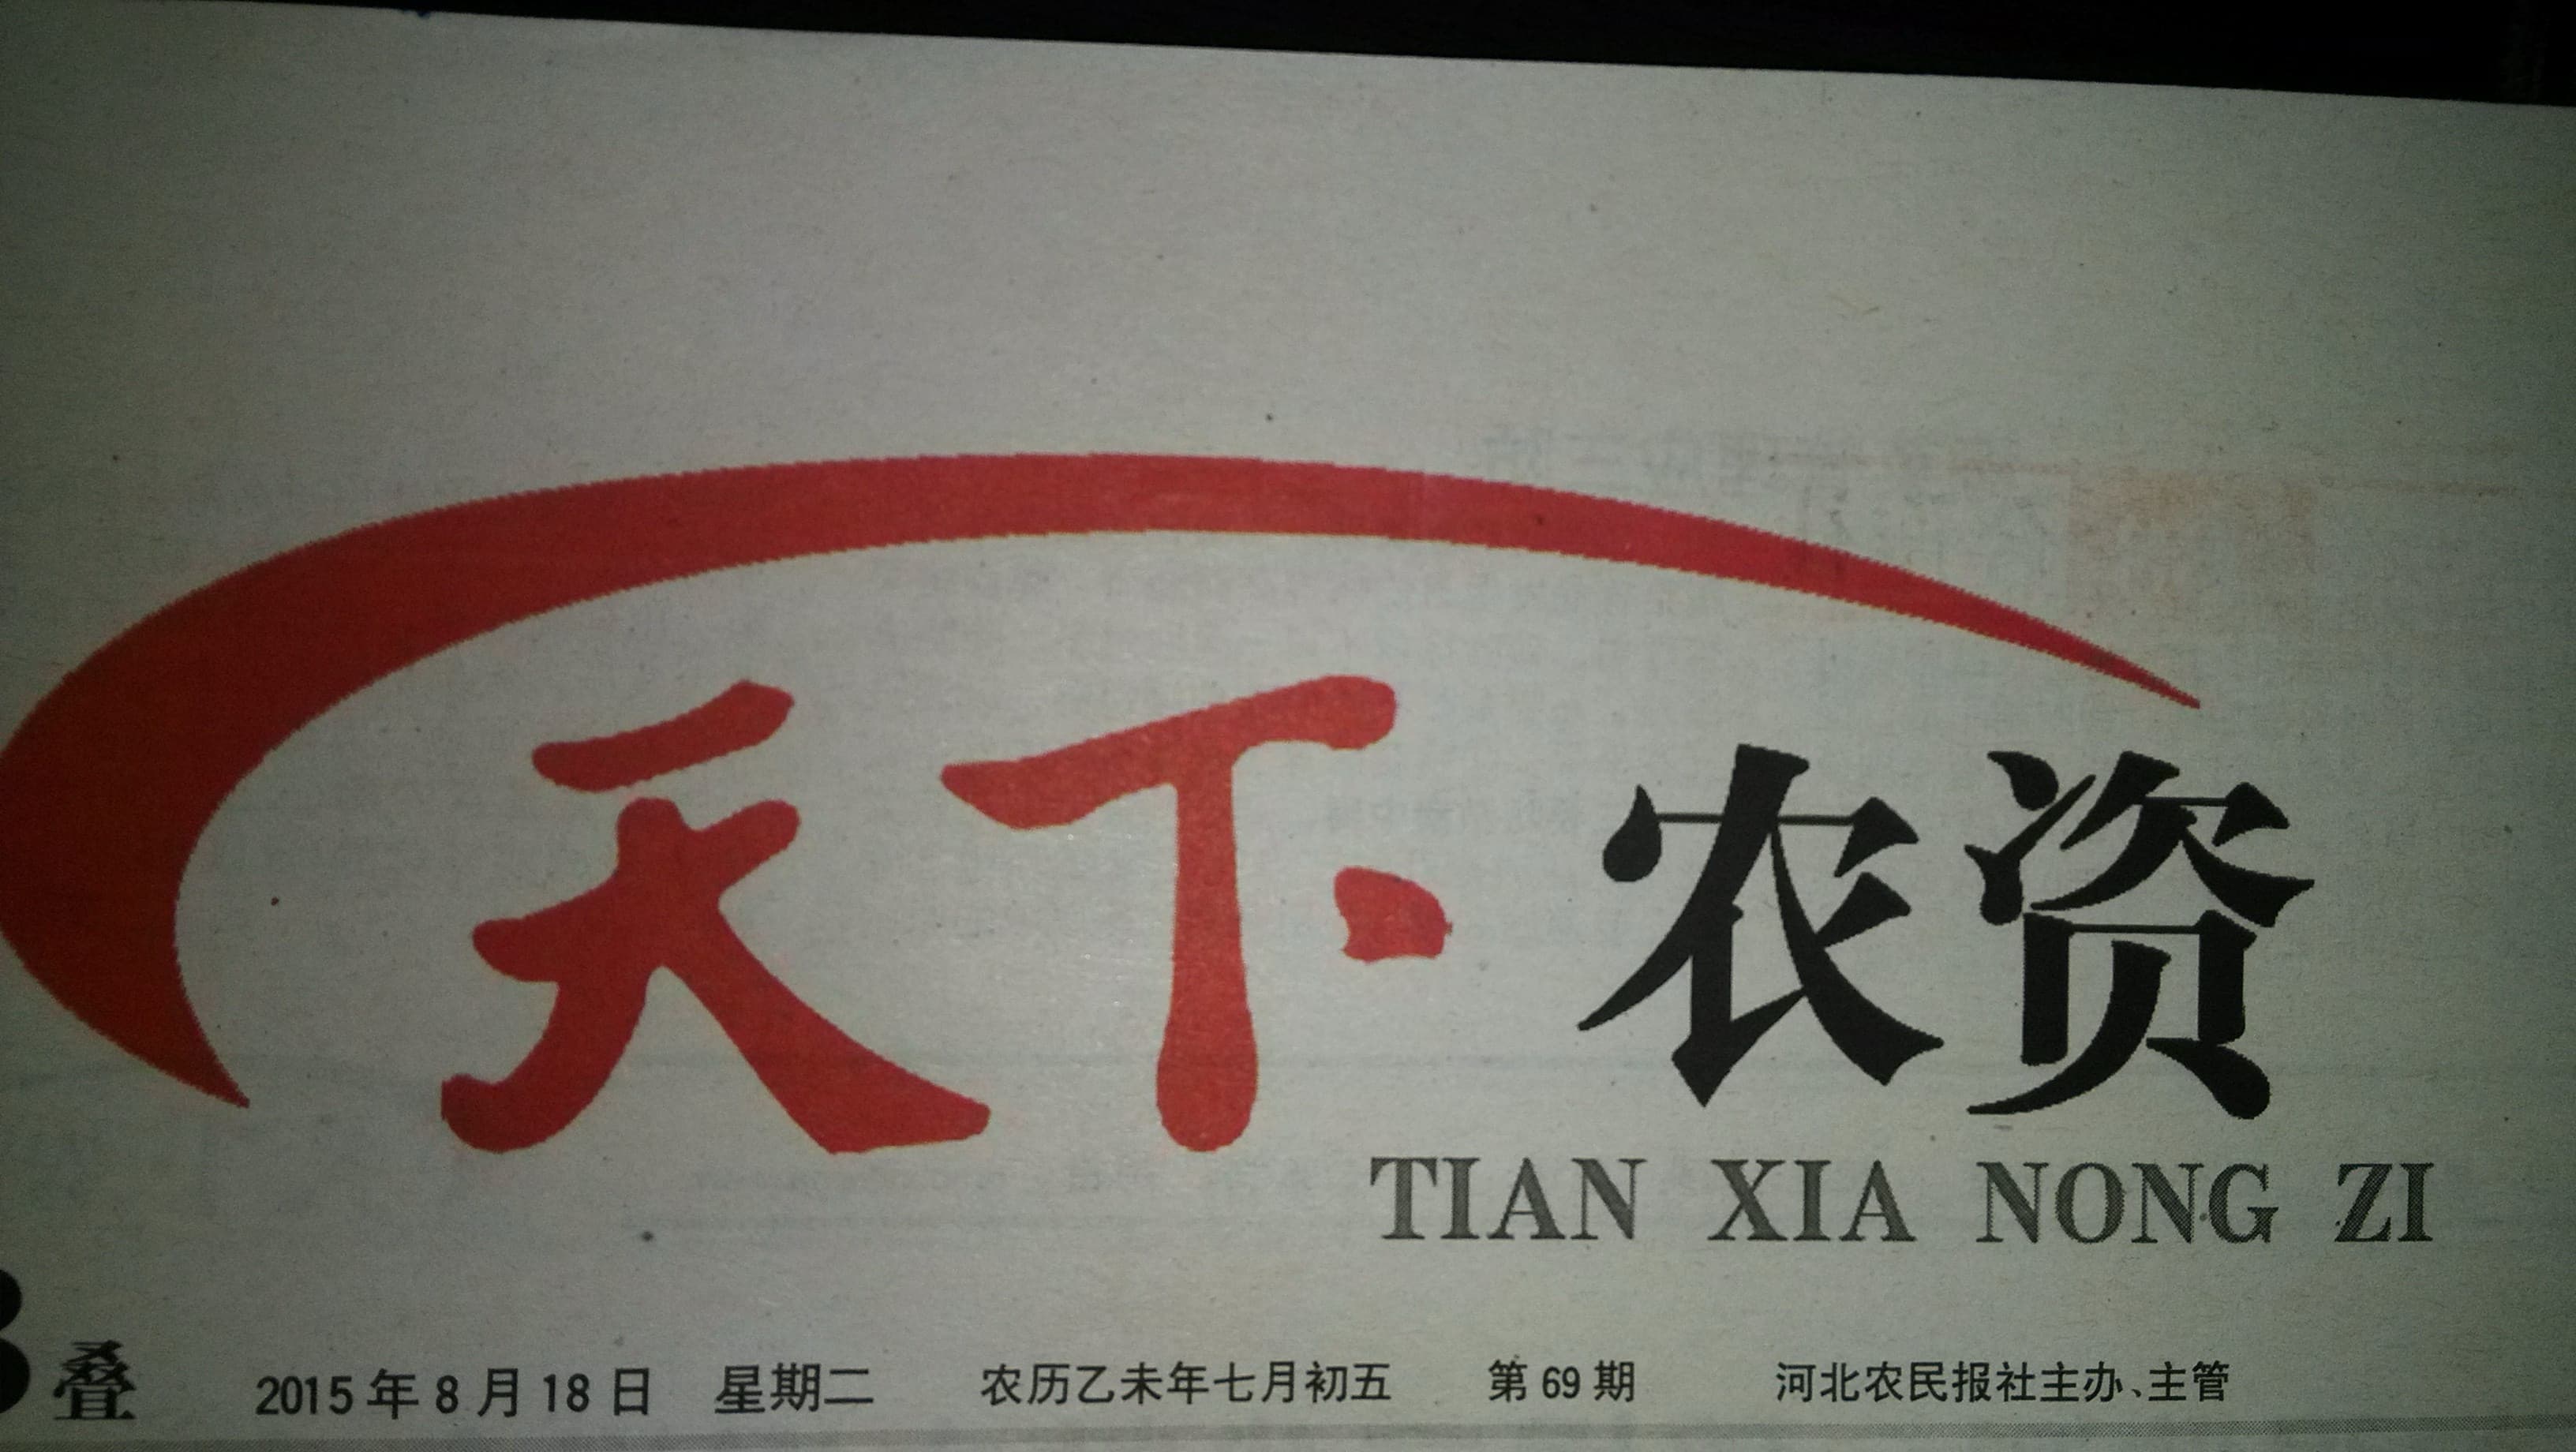 天下农资
TIAN XIA NONG ZI
叠 2015年8月18日 星期二 农历乙未年七月初五 第69期 河北农民报社主办、主管